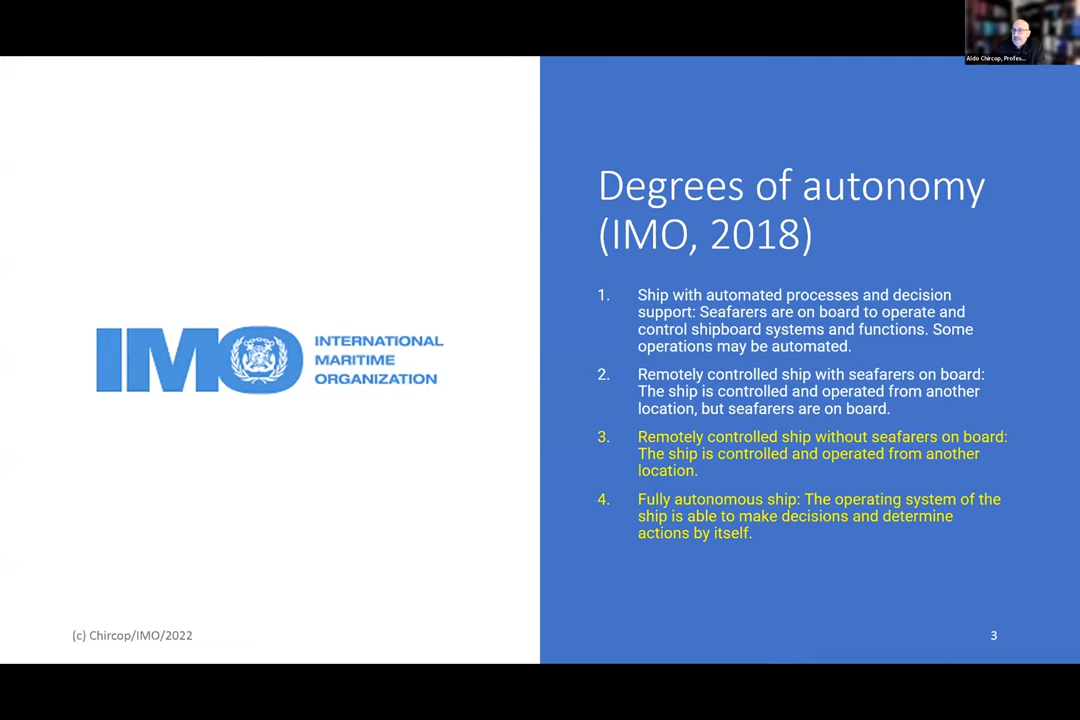 Aldo Chircop, Profes...
Degrees of autonomy
(IMO, 2018)
1. Ship with automated processes and decision
support: Seafarers are on board to operate and
control shipboard systems and functions. Some
operations may be automated.
2. Remotely controlled ship with seafarers on board:
The ship is controlled and operated from another
location, but seafarers are on board.
3. Remotely controlled ship without seafarers on board:
The ship is controlled and operated from another
location.
4. Fully autonomous ship: The operating system of the
ship is able to make decisions and determine
actions by itself.
IMO
INTERNATIONAL
MARITIME
ORGANIZATION
(c) Chircop/IMO/2022
3